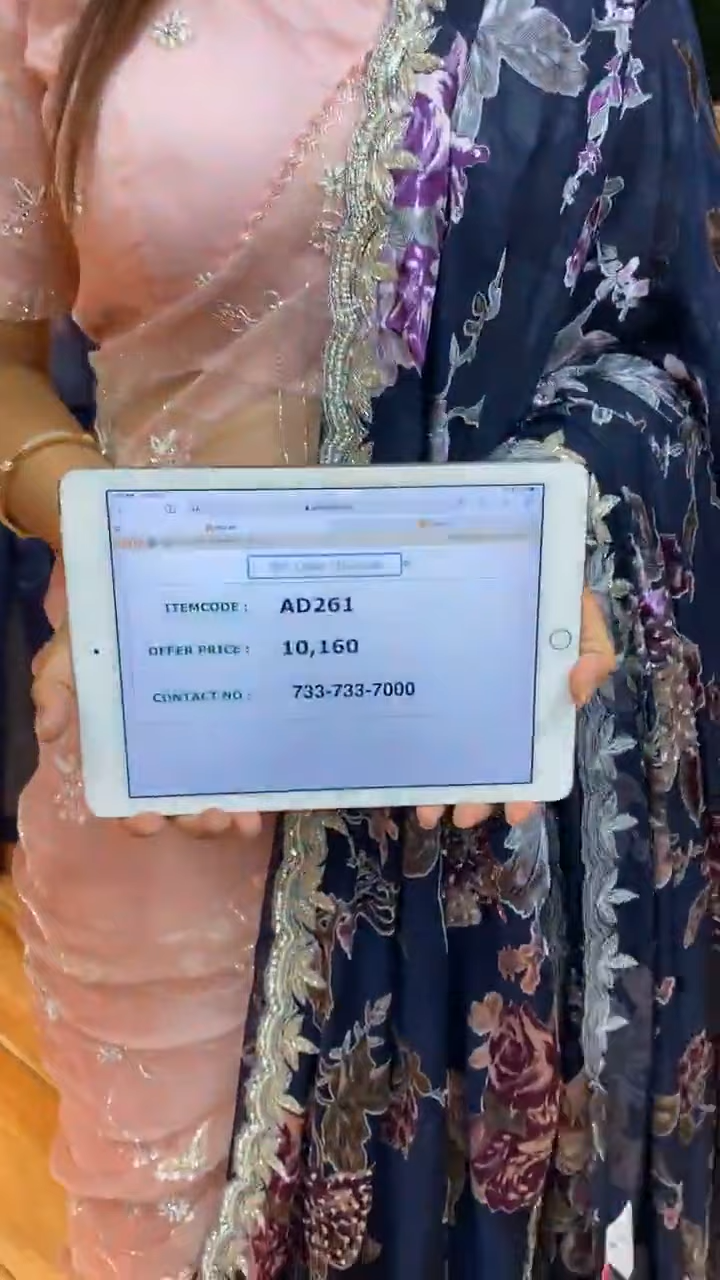 ITEMCODE : AD261
OFFER PRICE : 10,160
CONTACT NO : 733-733-7000